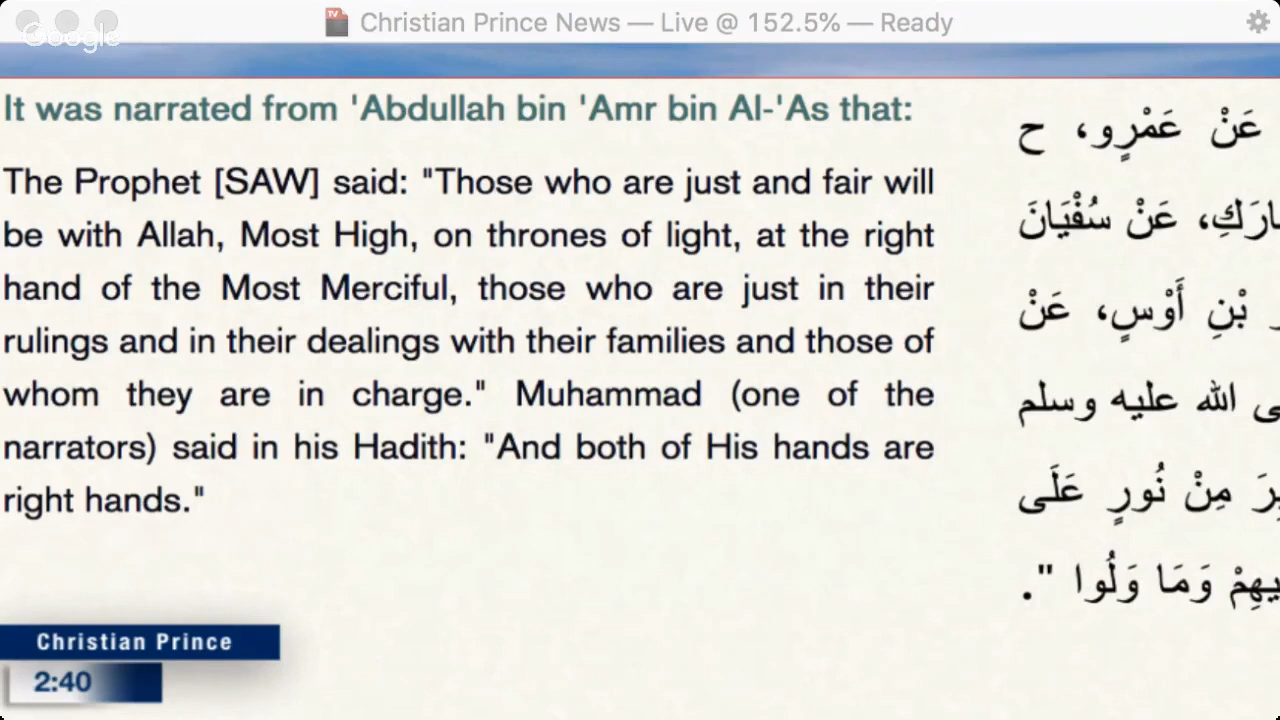 Christian Prince News — Live @ 152.5% — Ready
Google
It was narrated from 'Abdullah bin 'Amr bin Al-'As that:
The Prophet [SAW] said: "Those who are just and fair will
be with Allah, Most High, on thrones of light, at the right
hand of the Most Merciful, those who are just in their
rulings and in their dealings with their families and those of
whom they are in charge." Muhammad (one of the
narrators) said in his Hadith: "And both of His hands are
right hands."
عَنْ عَمْرٍو، ح
عَنْ سُفْيَانَ
بْنِ أَوْسٍ، عَنْ
الله عليه وسلم
مِنْ نُورٍ عَلَى
وَمَا وَلُوا ".
Christian Prince
2:40